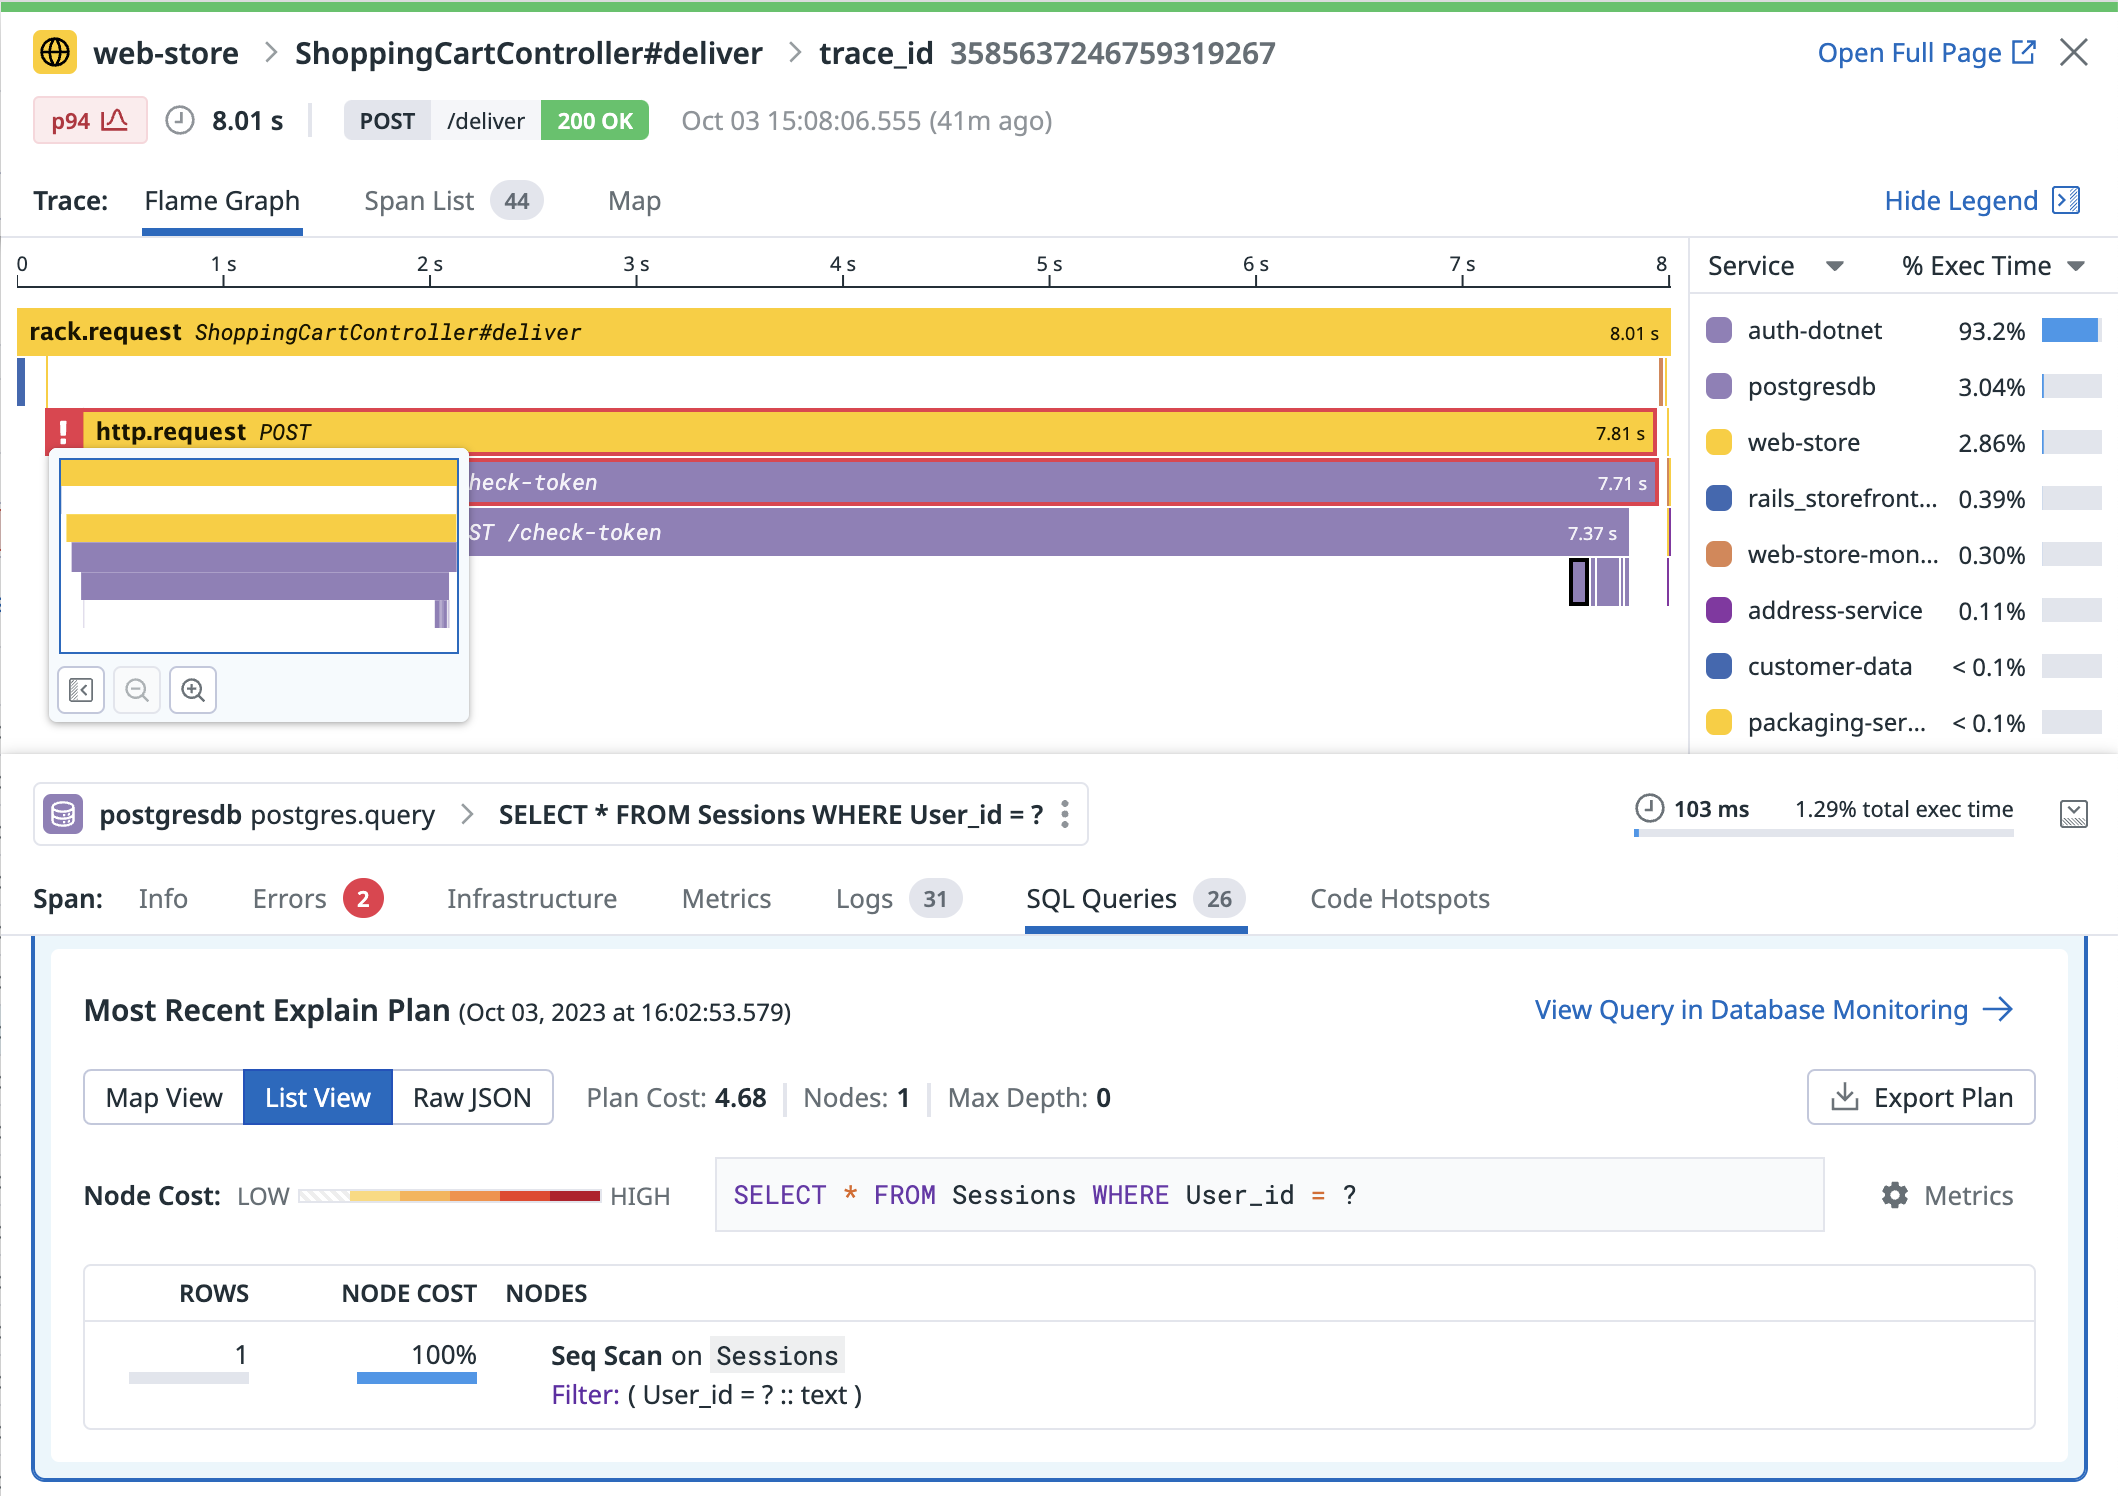 web-store > ShoppingCartController#deliver > trace_id 3585637246759319267
Open Full Page
p94 8.01 s POST /deliver 200 OK Oct 03 15:08:06.555 (41m ago)
Trace: Flame Graph Span List 44 Map
Hide Legend
0 1 s 2 s 3 s 4 s 5 s 6 s 7 s 8
rack.request ShoppingCartController#deliver 8.01 s
! http.request POST 7.81 s
heck-token 7.71 s
ST /check-token 7.37 s
Service % Exec Time
auth-dotnet 93.2%
postgresdb 3.04%
web-store 2.86%
rails_storefront... 0.39%
web-store-mon... 0.30%
address-service 0.11%
customer-data < 0.1%
packaging-ser... < 0.1%
postgresdb postgres.query > SELECT * FROM Sessions WHERE User_id = ?
103 ms 1.29% total exec time
Span: Info Errors 2 Infrastructure Metrics Logs 31 SQL Queries 26 Code Hotspots
Most Recent Explain Plan (Oct 03, 2023 at 16:02:53.579)
View Query in Database Monitoring →
Map View List View Raw JSON Plan Cost: 4.68 Nodes: 1 Max Depth: 0
Export Plan
Node Cost: LOW HIGH
SELECT * FROM Sessions WHERE User_id = ?
Metrics
ROWS NODE COST NODES
1 100% Seq Scan on Sessions
Filter: ( User_id = ? :: text )